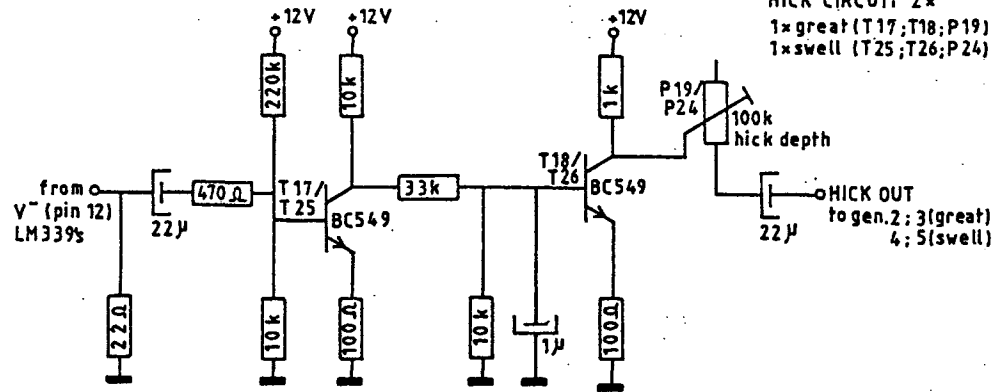 HICK CIRCUIT 2×
1×great (T17;T18;P19)
1×swell (T25;T26;P24)
+12V
+12V
+12V
220k
10k
1k
P19/
P24
100k
hick depth
from
V⁻ (pin 12)
LM339's
22µ
470Ω
T17/
T25
BC549
33k
T18/
T26
BC549
22µ
HICK OUT
to gen.2; 3(great)
4; 5(swell)
22Ω
10k
100Ω
10k
1µ
100Ω